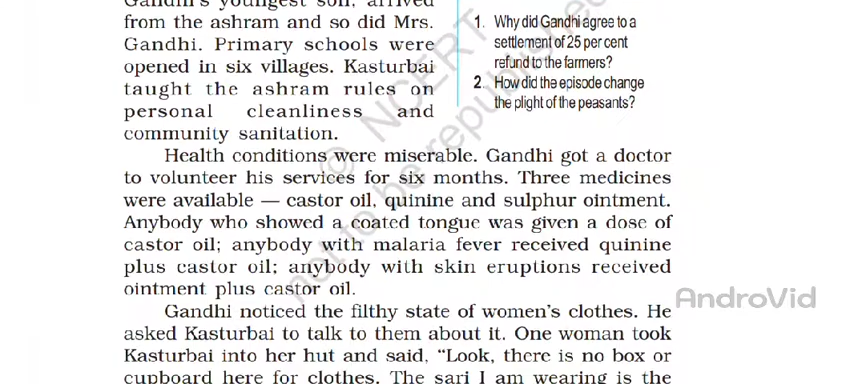 Gandhi's youngest son, arrived
from the ashram and so did Mrs.
Gandhi. Primary schools were
opened in six villages. Kasturbai
taught the ashram rules on
personal cleanliness and
community sanitation.
1. Why did Gandhi agree to a
settlement of 25 per cent
refund to the farmers?
2. How did the episode change
the plight of the peasants?
Health conditions were miserable. Gandhi got a doctor
to volunteer his services for six months. Three medicines
were available — castor oil, quinine and sulphur ointment.
Anybody who showed a coated tongue was given a dose of
castor oil; anybody with malaria fever received quinine
plus castor oil; anybody with skin eruptions received
ointment plus castor oil.
Gandhi noticed the filthy state of women's clothes. He
asked Kasturbai to talk to them about it. One woman took
Kasturbai into her hut and said, “Look, there is no box or
cupboard here for clothes. The sari I am wearing is the
© NCERT
not to be republished
AndroVid